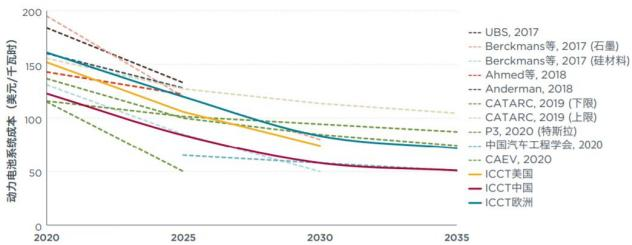 动力电池系统成本（美元/千瓦时）
200
150
100
50
0
2020
2025
2030
2035
UBS, 2017
Berckmans等, 2017 (石墨)
Berckmans等, 2017 (硅材料)
Ahmed等, 2018
Anderman, 2018
CATARC, 2019 (下限)
CATARC, 2019 (上限)
P3, 2020 (特斯拉)
中国汽车工程学会, 2020
CAEV, 2020
ICCT美国
ICCT中国
ICCT欧洲